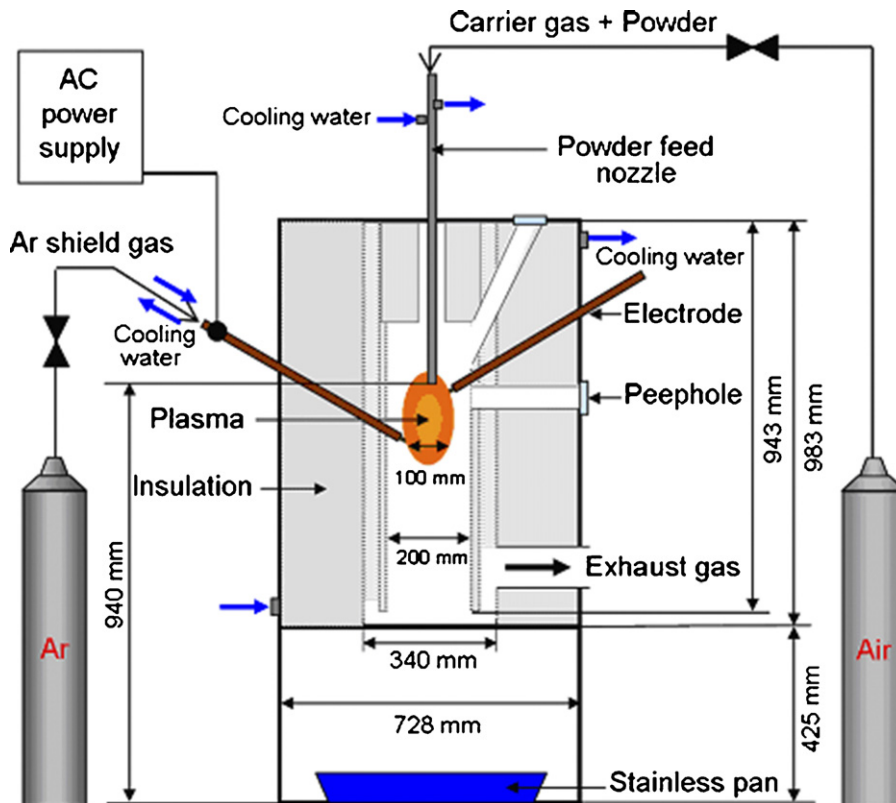 Carrier gas + Powder
AC
power
supply
Cooling water
Powder feed
nozzle
Ar shield gas
Cooling water
Cooling
water
Electrode
Plasma
Peephole
100 mm
943 mm
983 mm
Insulation
200 mm
Exhaust gas
940 mm
Ar
Air
340 mm
425 mm
728 mm
Stainless pan